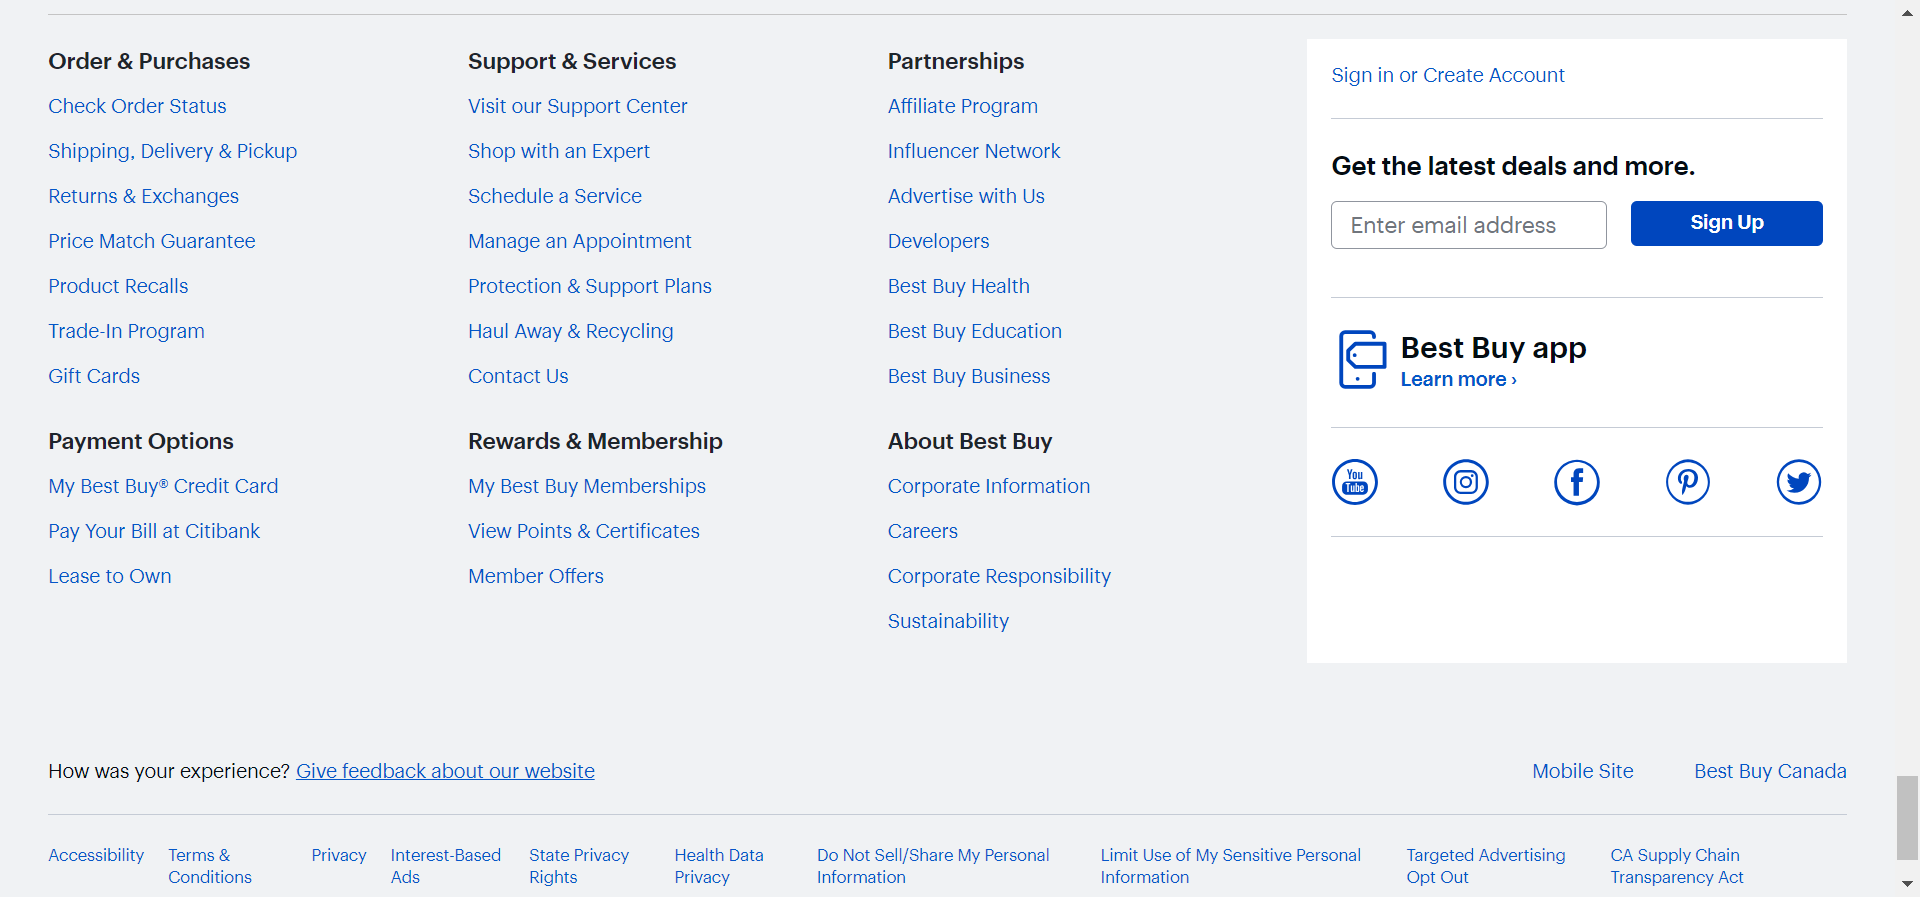 Order & Purchases
Check Order Status
Shipping, Delivery & Pickup
Returns & Exchanges
Price Match Guarantee
Product Recalls
Trade-In Program
Gift Cards
Payment Options
My Best Buy® Credit Card
Pay Your Bill at Citibank
Lease to Own
Support & Services
Visit our Support Center
Shop with an Expert
Schedule a Service
Manage an Appointment
Protection & Support Plans
Haul Away & Recycling
Contact Us
Rewards & Membership
My Best Buy Memberships
View Points & Certificates
Member Offers
Partnerships
Affiliate Program
Influencer Network
Advertise with Us
Developers
Best Buy Health
Best Buy Education
Best Buy Business
About Best Buy
Corporate Information
Careers
Corporate Responsibility
Sustainability
Sign in or Create Account
Get the latest deals and more.
Enter email address
Sign Up
Best Buy app
Learn more ›
You
Tube
How was your experience? Give feedback about our website
Mobile Site
Best Buy Canada
Accessibility
Terms &
Conditions
Privacy
Interest-Based
Ads
State Privacy
Rights
Health Data
Privacy
Do Not Sell/Share My Personal
Information
Limit Use of My Sensitive Personal
Information
Targeted Advertising
Opt Out
CA Supply Chain
Transparency Act